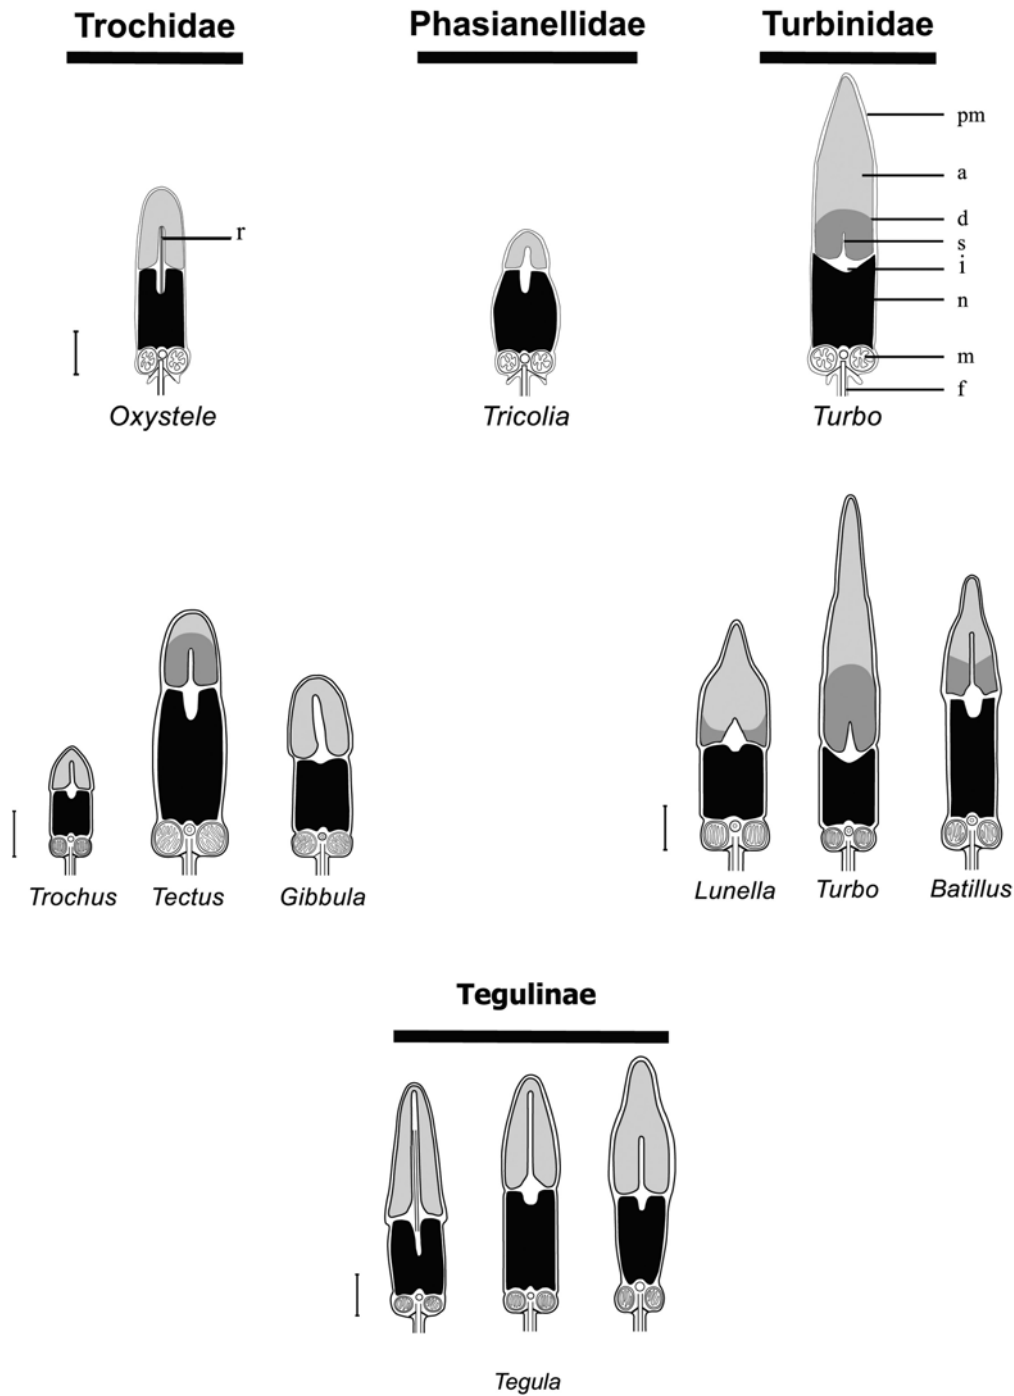 Trochidae
Phasianellidae
Turbinidae
pm
a
d
s
i
n
m
f
r
Oxystele
Tricolia
Turbo
Trochus
Tectus
Gibbula
Lunella
Turbo
Batillus
Tegulinae
Tegula